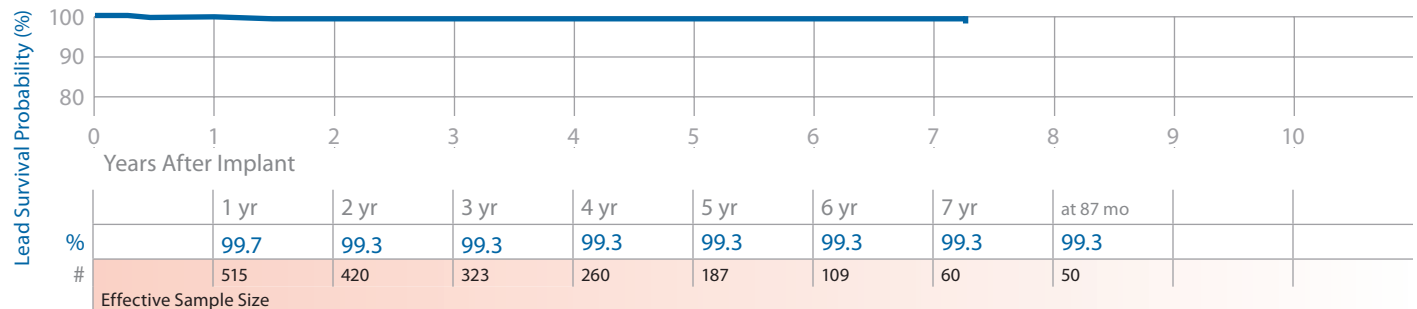 Lead Survival Probability (%)
100
90
80
0 1 2 3 4 5 6 7 8 9 10
Years After Implant
1 yr 2 yr 3 yr 4 yr 5 yr 6 yr 7 yr at 87 mo
% 99.7 99.3 99.3 99.3 99.3 99.3 99.3 99.3
# 515 420 323 260 187 109 60 50
Effective Sample Size